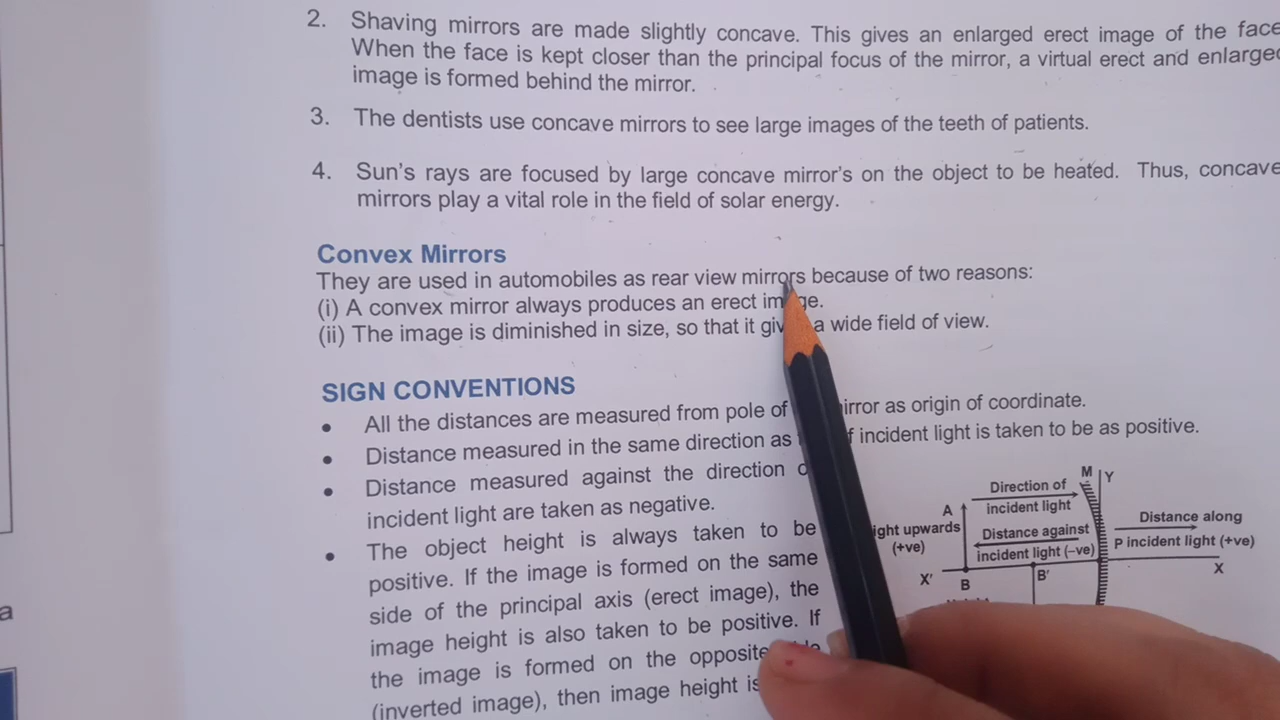 2. Shaving mirrors are made slightly concave. This gives an enlarged erect image of the face
When the face is kept closer than the principal focus of the mirror, a virtual erect and enlarged
image is formed behind the mirror.
3. The dentists use concave mirrors to see large images of the teeth of patients.
4. Sun's rays are focused by large concave mirror's on the object to be heated. Thus, concave
mirrors play a vital role in the field of solar energy.
Convex Mirrors
They are used in automobiles as rear view mirrors because of two reasons:
(i) A convex mirror always produces an erect image.
(ii) The image is diminished in size, so that it a wide field of view.
SIGN CONVENTIONS
• All the distances are measured from pole of irror as origin of coordinate.
• Distance measured in the same direction as f incident light is taken to be as positive.
• Distance measured against the direction
incident light are taken as negative.
• The object height is always taken to be
positive. If the image is formed on the same
side of the principal axis (erect image), the
image height is also taken to be positive. If
the image is formed on the opposite
(inverted image), then image height is
M Y
Direction of
incident light
A
ight upwards
(+ve)
Distance against
incident light (–ve)
Distance along
P incident light (+ve)
X' B B' X
a